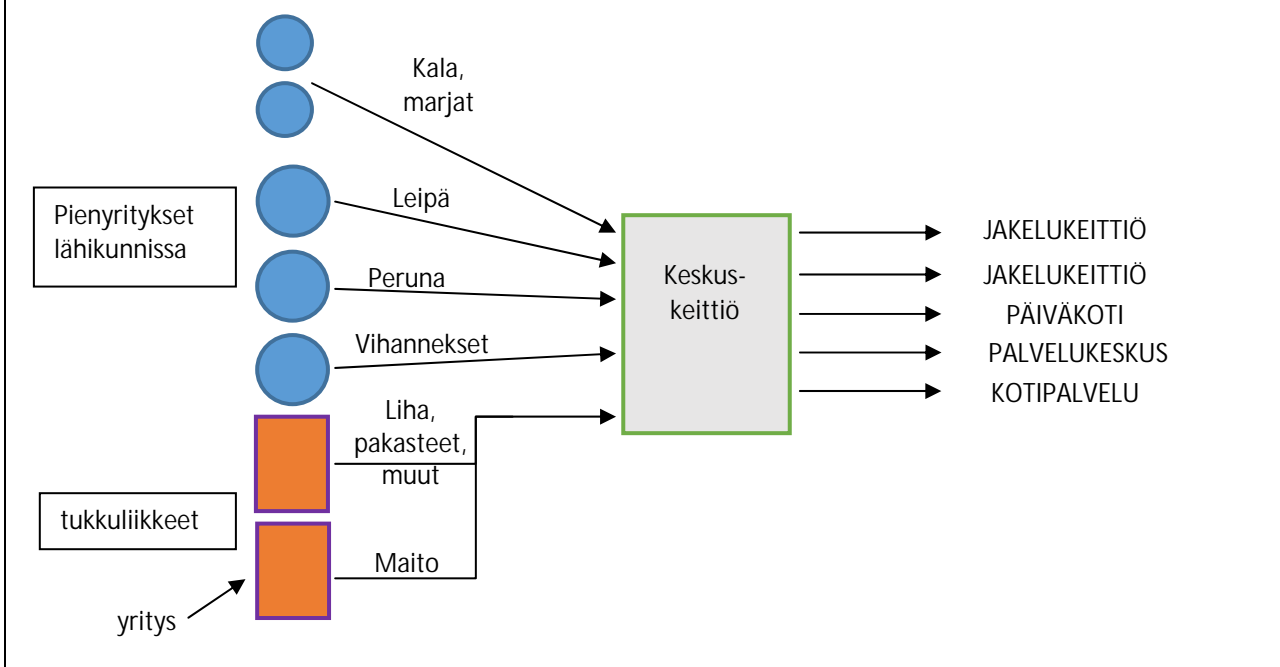 Kala,
marjat
Pienyritykset
lähikunnissa
Leipä
Peruna
Vihannekset
Liha,
pakasteet,
muut
tukkuliikkeet
Maito
yritys
Keskus-
keittiö
JAKELUKEITTIÖ
JAKELUKEITTIÖ
PÄIVÄKOTI
PALVELUKESKUS
KOTIPALVELU